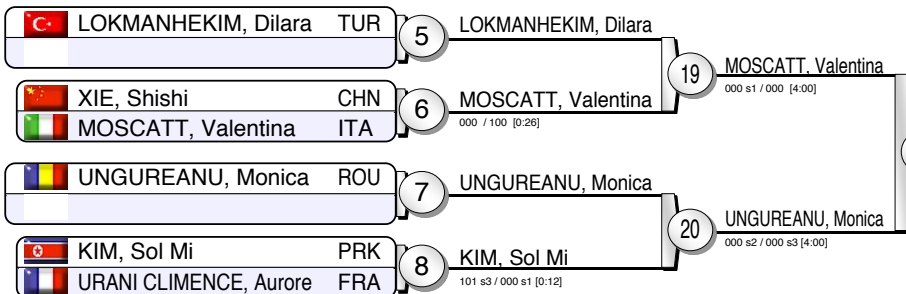 LOKMANHEKIM, Dilara TUR
5
LOKMANHEKIM, Dilara
XIE, Shishi CHN
MOSCATT, Valentina ITA
6
MOSCATT, Valentina
000 / 100 [0:26]
19
MOSCATT, Valentina
000 s1 / 000 [4:00]
UNGUREANU, Monica ROU
7
UNGUREANU, Monica
KIM, Sol Mi PRK
URANI CLIMENCE, Aurore FRA
8
KIM, Sol Mi
101 s3 / 000 s1 [0:12]
20
UNGUREANU, Monica
000 s2 / 000 s3 [4:00]